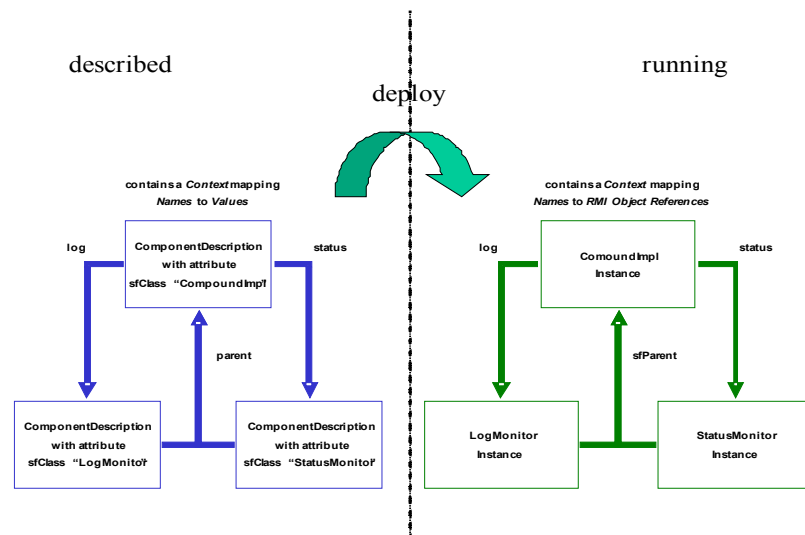 described
running
deploy
contains a Context mapping
Names to Values
contains a Context mapping
Names to RMI Object References
log
ComponentDescription
with attribute
sfClass “CompoundImpl”
status
log
ComoundImpl
Instance
status
parent
sfParent
ComponentDescription
with attribute
sfClass “LogMonitor”
ComponentDescription
with attribute
sfClass “StatusMonitor”
LogMonitor
Instance
StatusMonitor
Instance